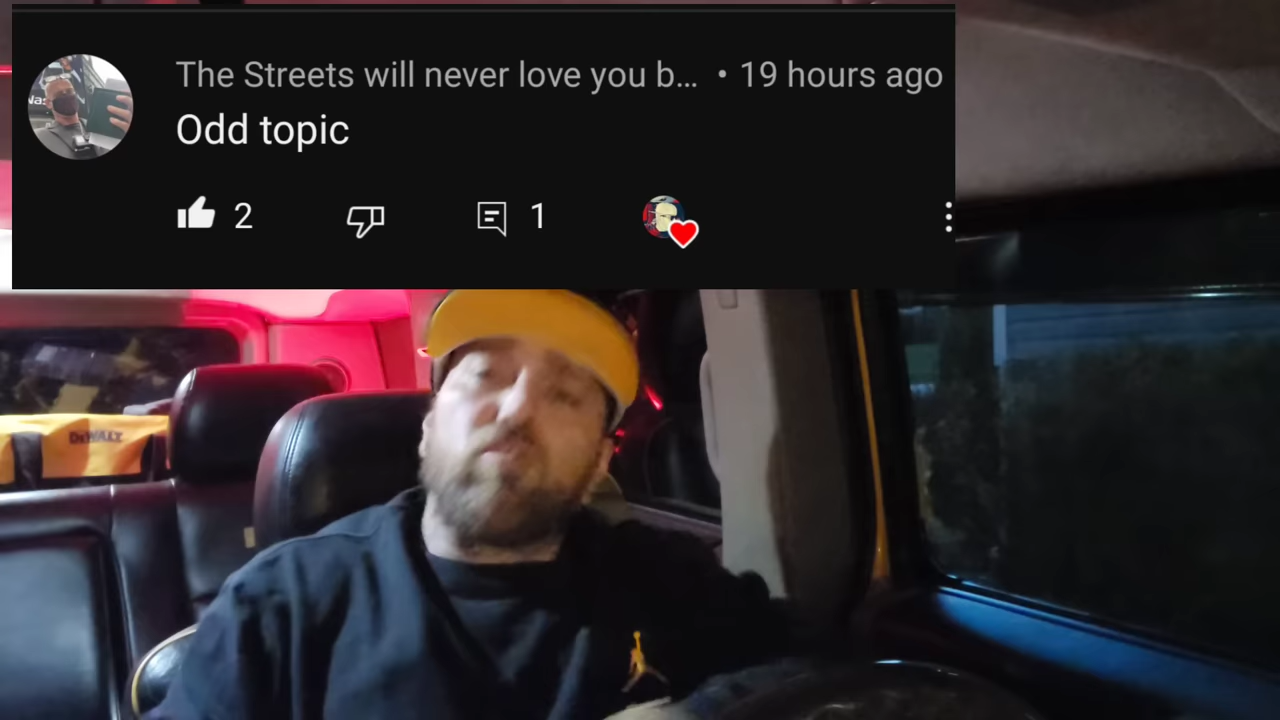 The Streets will never love you b... • 19 hours ago
Odd topic
2
1
DEWALT